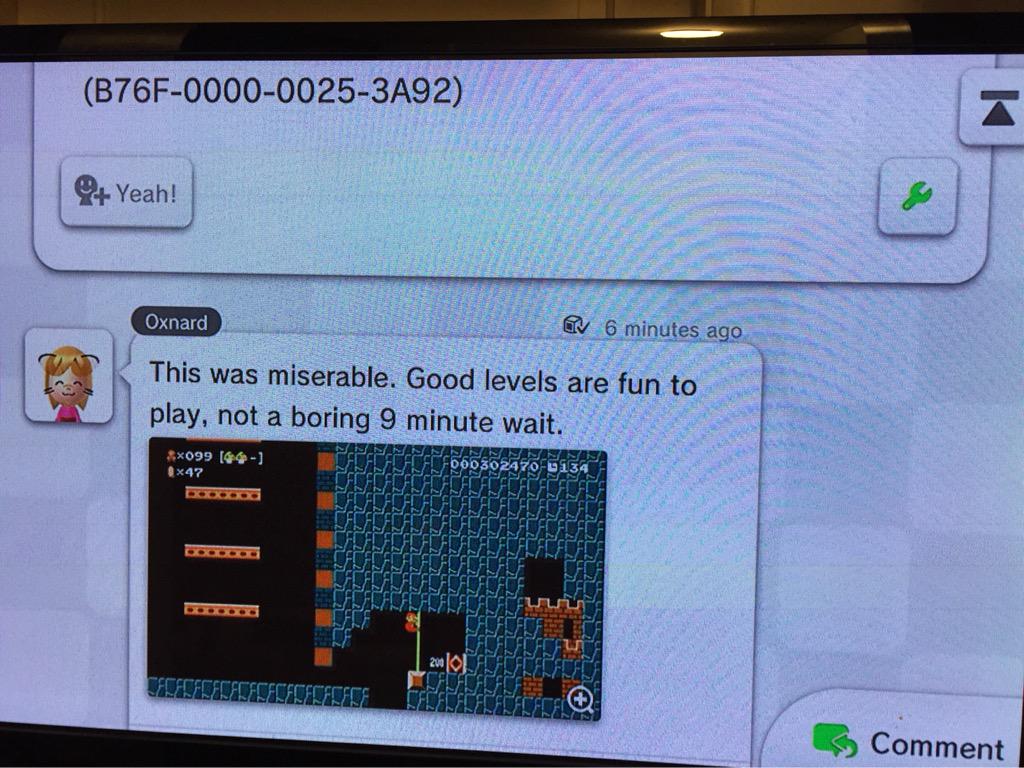 (B76F-0000-0025-3A92)
Yeah!
Oxnard
6 minutes ago
This was miserable. Good levels are fun to
play, not a boring 9 minute wait.
×099 [ - ]
000302470 134
×47
200
Comment